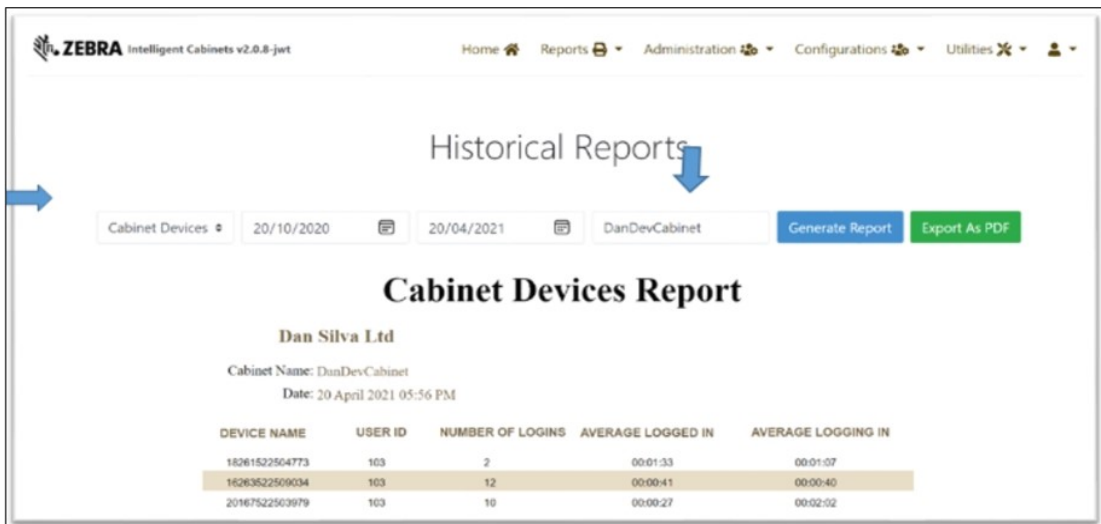 ZEBRA Intelligent Cabinets v2.0.8-jwt Home Reports Administration Configurations Utilities
Historical Reports
Cabinet Devices 20/10/2020 20/04/2021 DanDevCabinet Generate Report Export As PDF
Cabinet Devices Report
Dan Silva Ltd
Cabinet Name: DanDevCabinet
Date: 20 April 2021 05:56 PM
DEVICE NAME USER ID NUMBER OF LOGINS AVERAGE LOGGED IN AVERAGE LOGGING IN
18261522504773 103 2 00:01:33 00:01:07
16263522509034 103 12 00:00:41 00:00:40
20167522503979 103 10 00:00:27 00:02:02